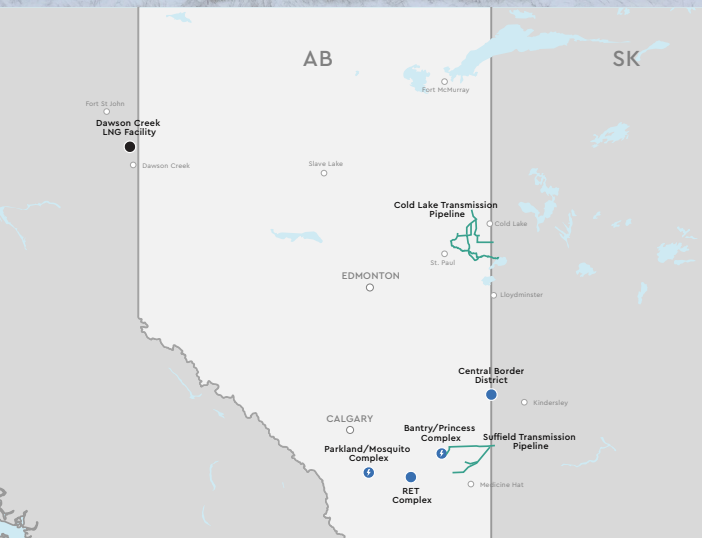 AB
SK
Fort McMurray
Fort St John
Dawson Creek
LNG Facility
Dawson Creek
Slave Lake
Cold Lake Transmission
Pipeline
Cold Lake
St. Paul
EDMONTON
Lloydminster
Central Border
District
Kindersley
CALGARY
Bantry/Princess
Complex
Suffield Transmission
Pipeline
Parkland/Mosquito
Complex
RET
Complex
Medicine Hat